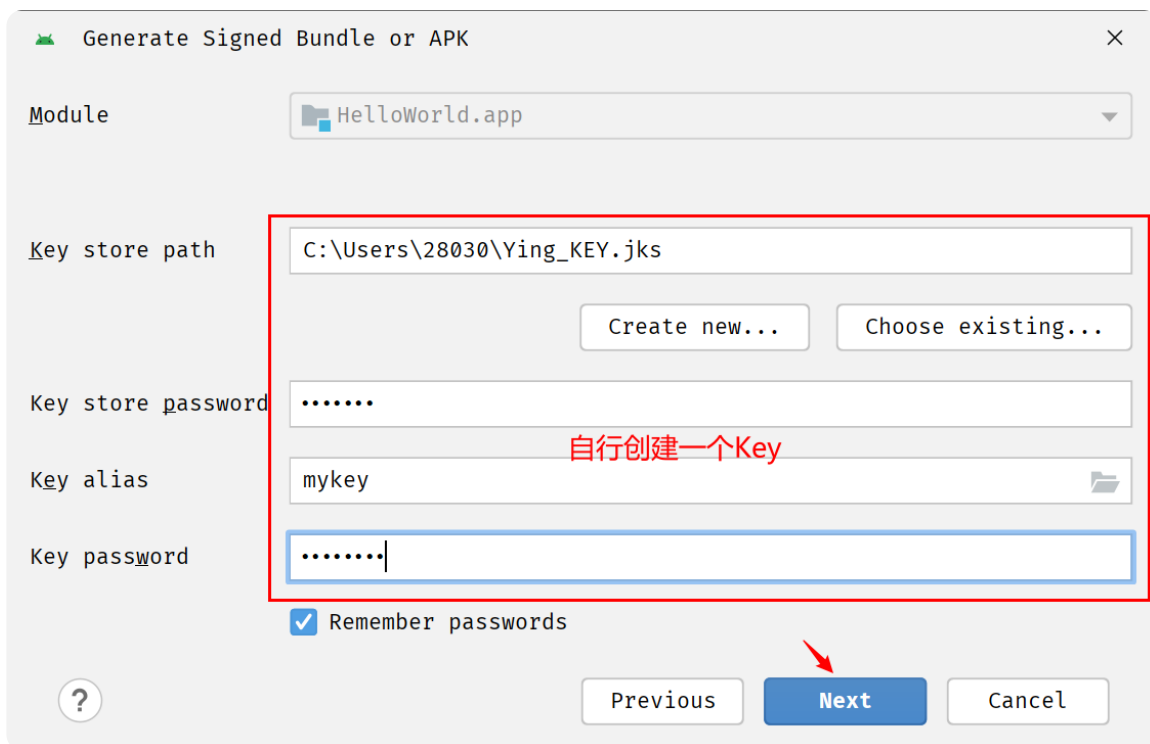 Generate Signed Bundle or APK
Module
HelloWorld.app
Key store path
C:\Users\28030\Ying_KEY.jks
Create new...
Choose existing...
Key store password
•••••••
自行创建一个Key
Key alias
mykey
Key password
••••••••
Remember passwords
?
Previous
Next
Cancel